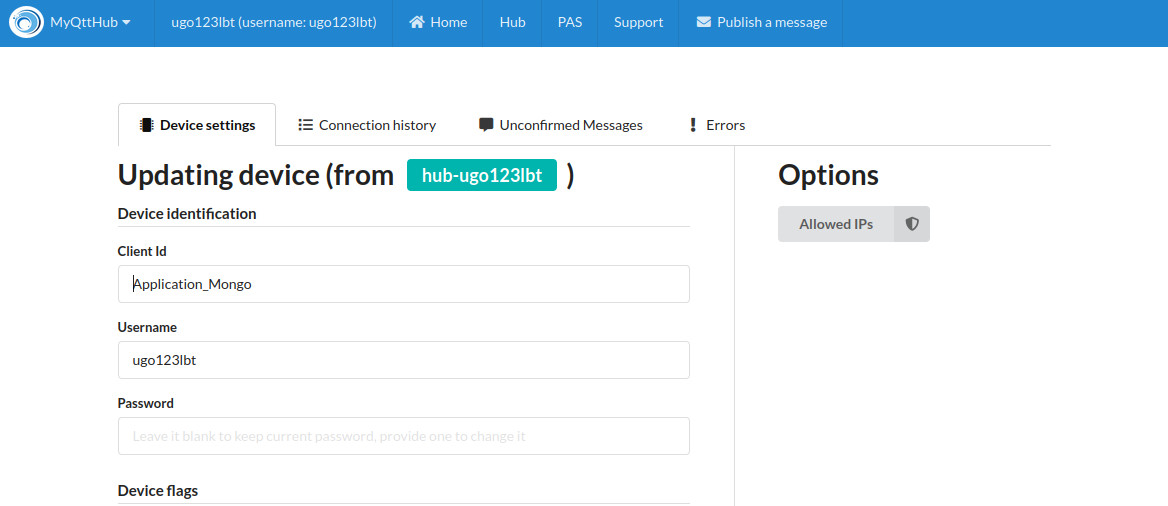 MyQttHub ugo123lbt (username: ugo123lbt) Home Hub PAS Support Publish a message
Device settings Connection history Unconfirmed Messages Errors
Updating device (from hub-ugo123lbt )
Device identification
Client Id
Application_Mongo
Username
ugo123lbt
Password
Leave it blank to keep current password, provide one to change it
Device flags
Options
Allowed IPs